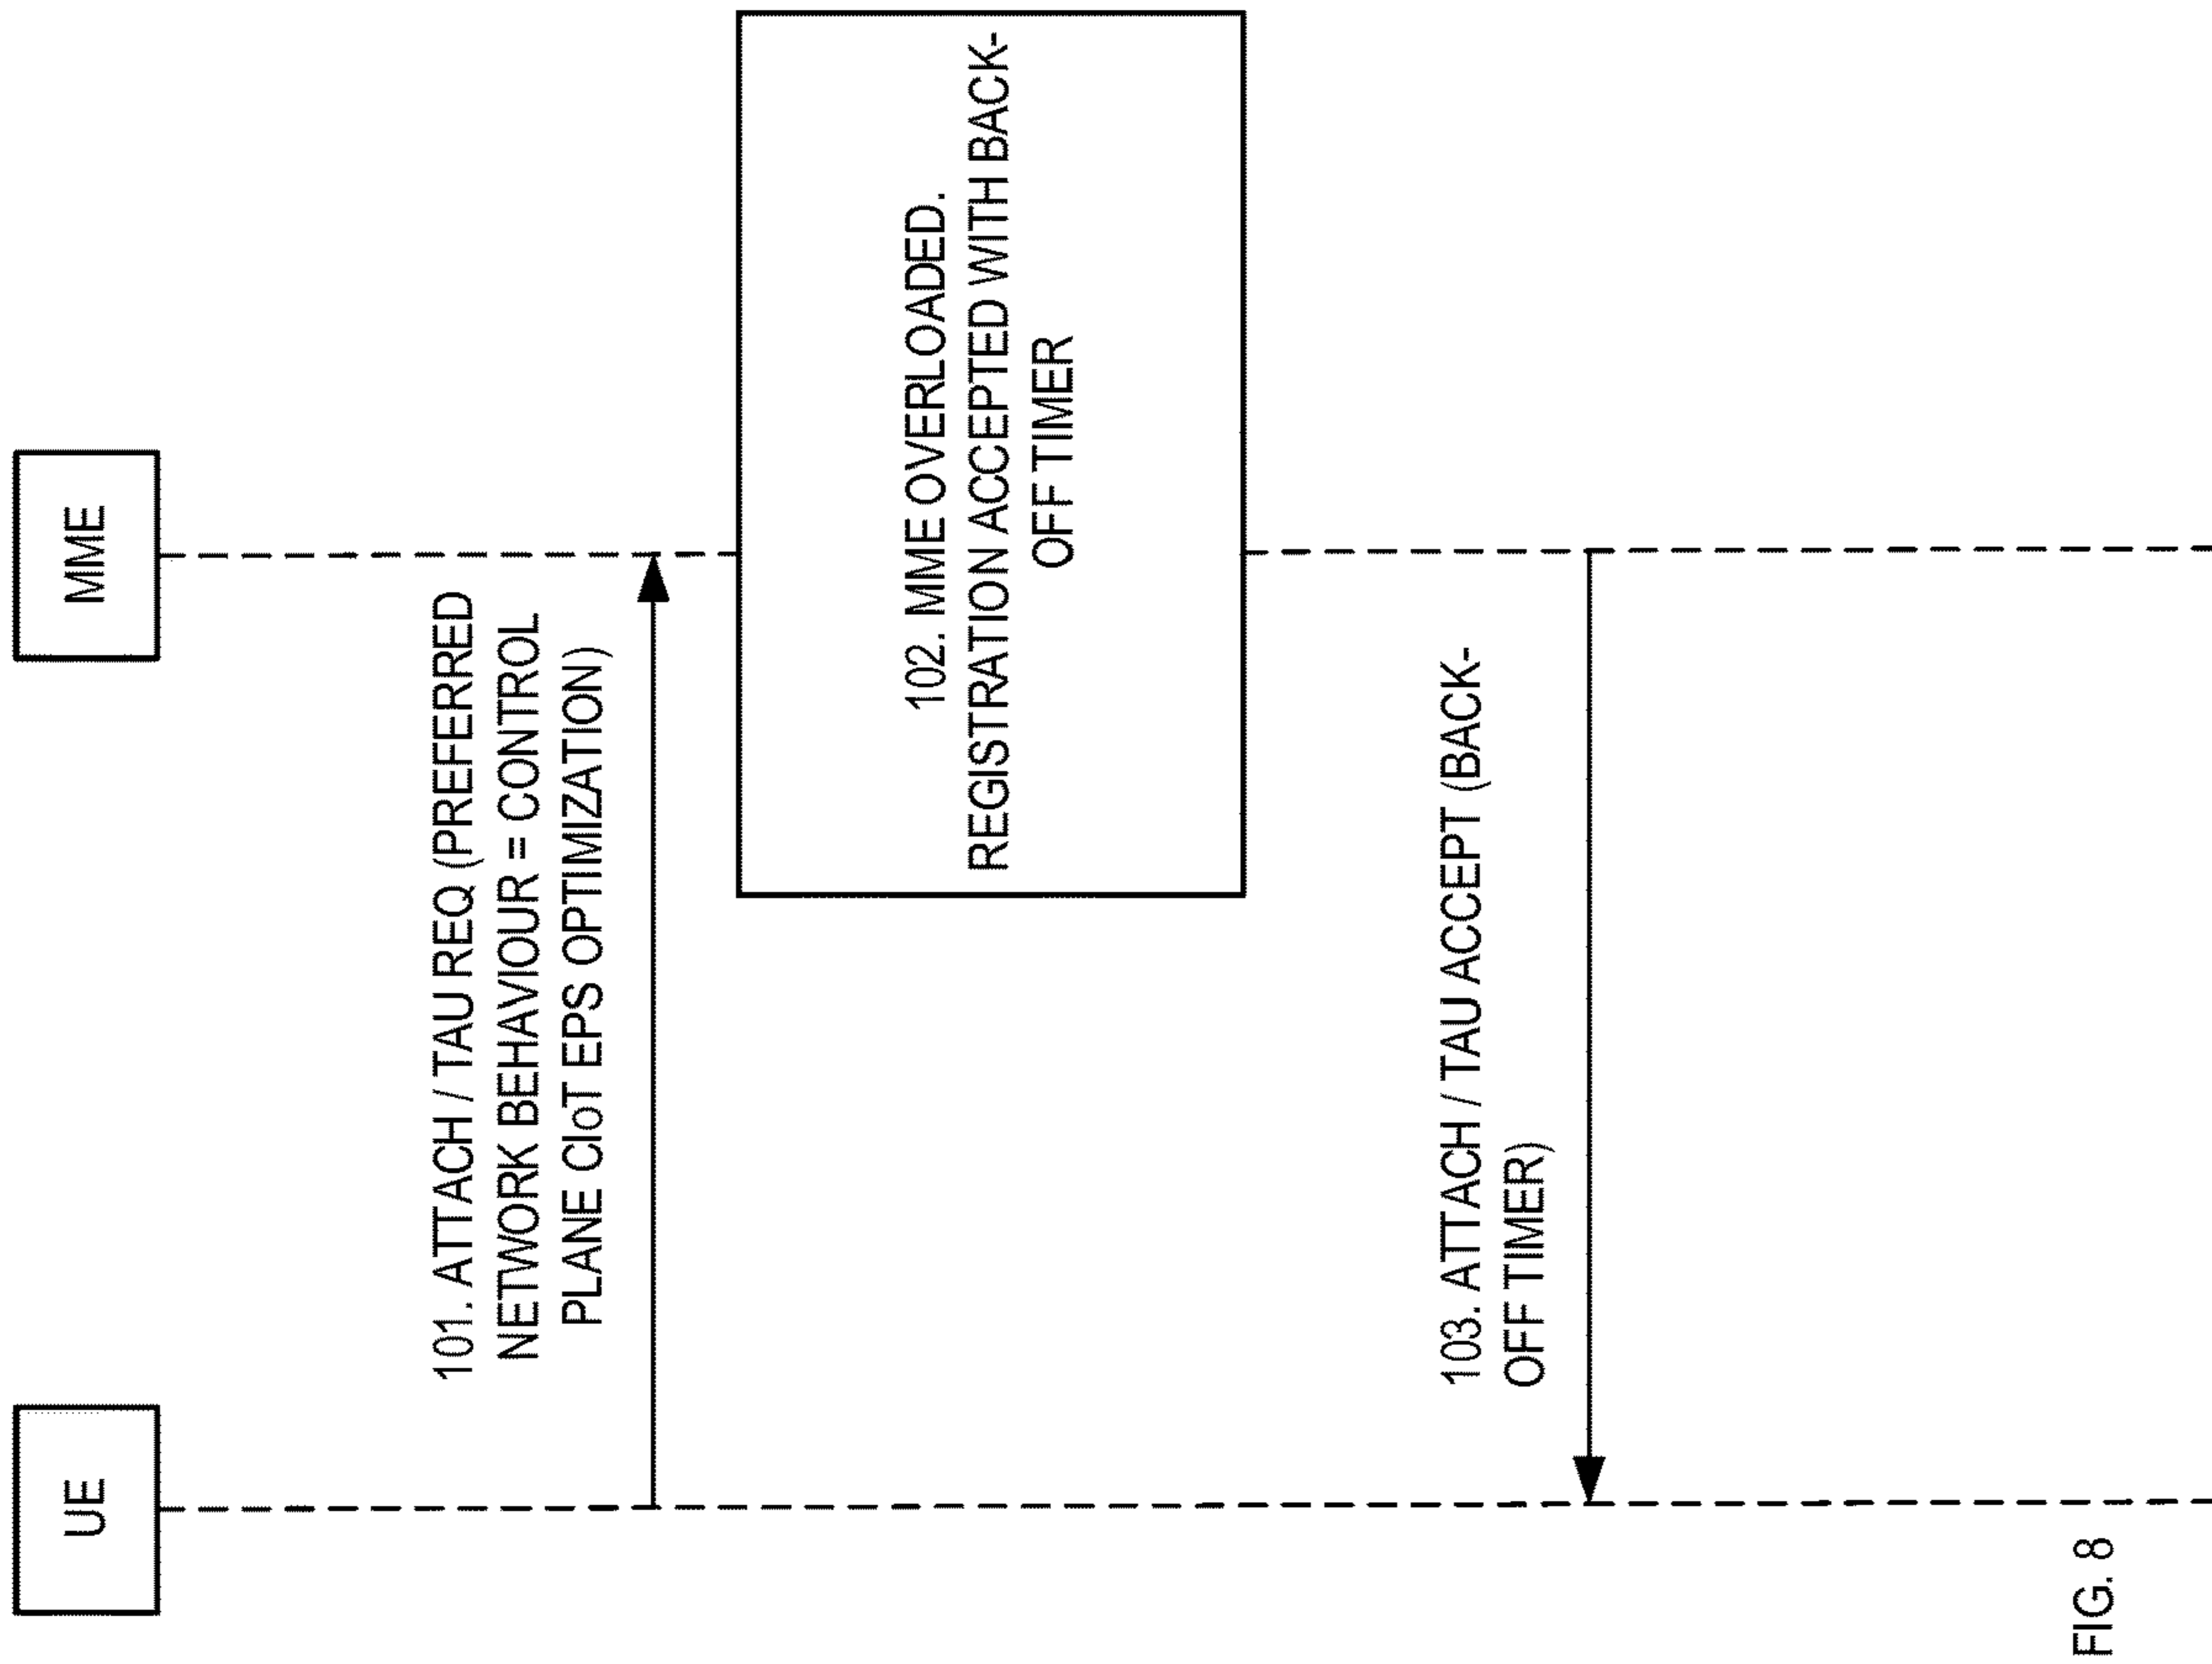 UE
MME
101. ATTACH / TAU REQ (PREFERRED
NETWORK BEHAVIOUR = CONTROL
PLANE CIoT EPS OPTIMIZATION)
102. MME OVERLOADED.
REGISTRATION ACCEPTED WITH BACK-
OFF TIMER
103. ATTACH / TAU ACCEPT (BACK-
OFF TIMER)
FIG. 8